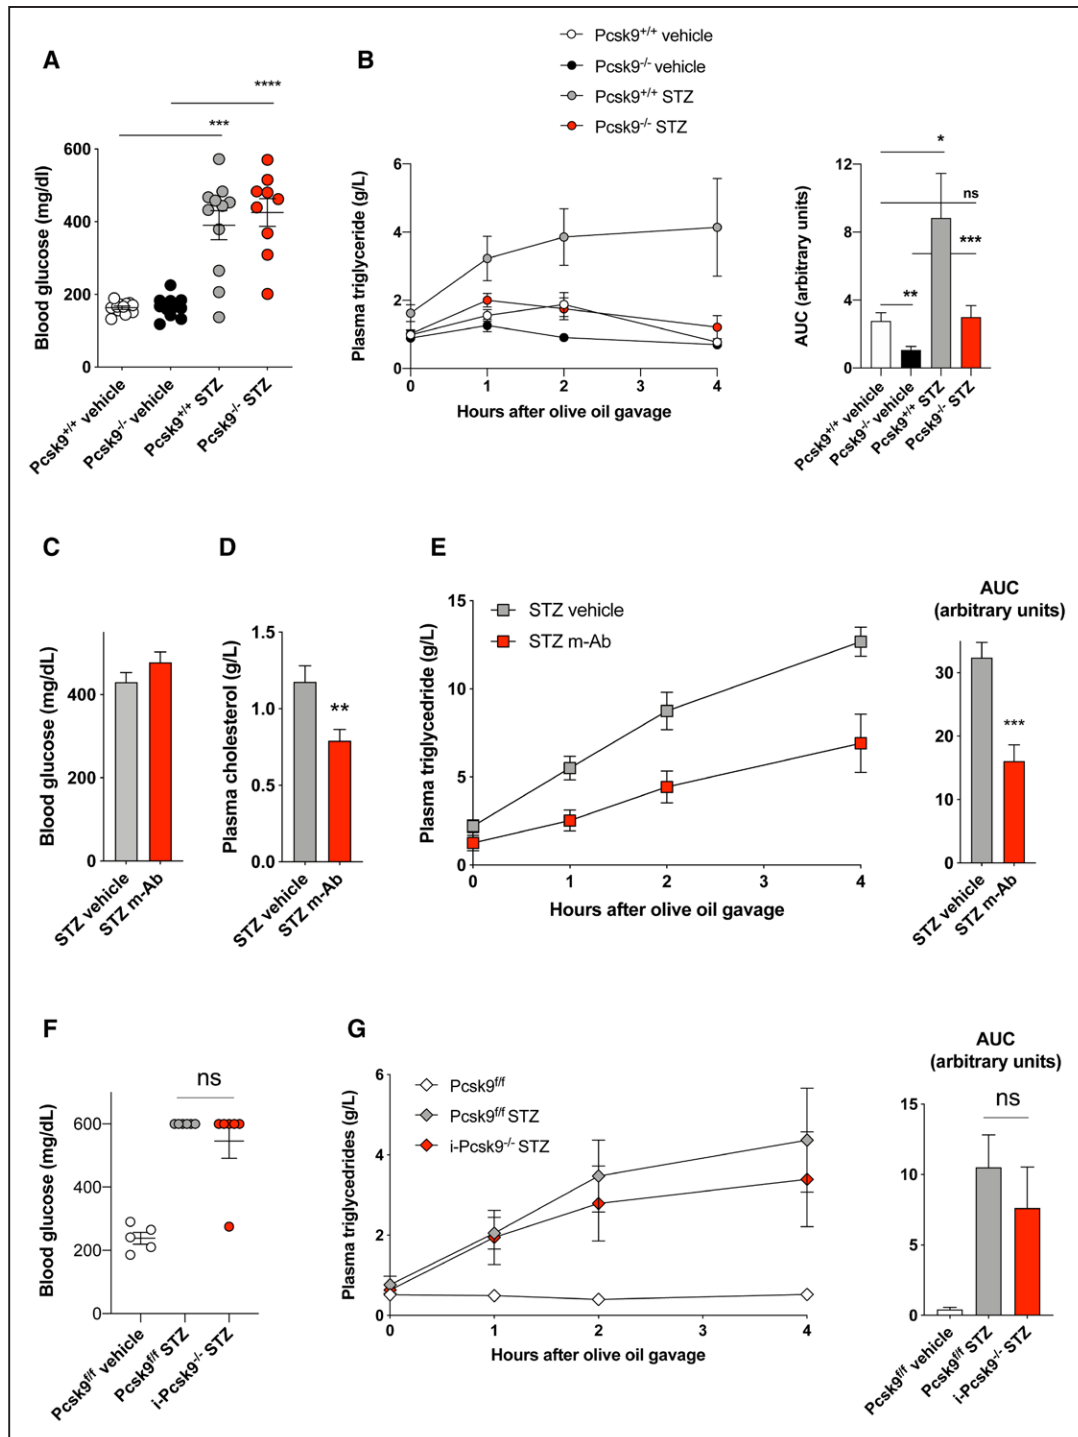 A
Blood glucose (mg/dl)
600
400
200
0
***
****
Pcsk9+/+ vehicle
Pcsk9-/- vehicle
Pcsk9+/+ STZ
Pcsk9-/- STZ
B
Pcsk9+/+ vehicle
Pcsk9-/- vehicle
Pcsk9+/+ STZ
Pcsk9-/- STZ
Plasma triglyceride (g/L)
6
4
2
0
0 1 2 3 4
Hours after olive oil gavage
AUC (arbitrary units)
12
8
4
0
*
ns
***
**
Pcsk9+/+ vehicle
Pcsk9-/- vehicle
Pcsk9+/+ STZ
Pcsk9-/- STZ
C
Blood glucose (mg/dL)
400
200
0
STZ vehicle
STZ m-Ab
D
Plasma cholesterol (g/L)
1.5
1.0
0.5
0.0
**
STZ vehicle
STZ m-Ab
E
Plasma triglycedride (g/L)
15
10
5
0
STZ vehicle
STZ m-Ab
0 1 2 3 4
Hours after olive oil gavage
AUC
(arbitrary units)
30
20
10
0
***
STZ vehicle
STZ m-Ab
F
Blood glucose (mg/dL)
600
400
200
0
ns
Pcsk9f/f vehicle
Pcsk9f/f STZ
i-Pcsk9-/- STZ
G
Plasma triglycedrides (g/L)
6
4
2
0
Pcsk9f/f
Pcsk9f/f STZ
i-Pcsk9-/- STZ
0 1 2 3 4
Hours after olive oil gavage
AUC
(arbitrary units)
15
10
5
0
ns
Pcsk9f/f vehicle
Pcsk9f/f STZ
i-Pcsk9-/- STZ